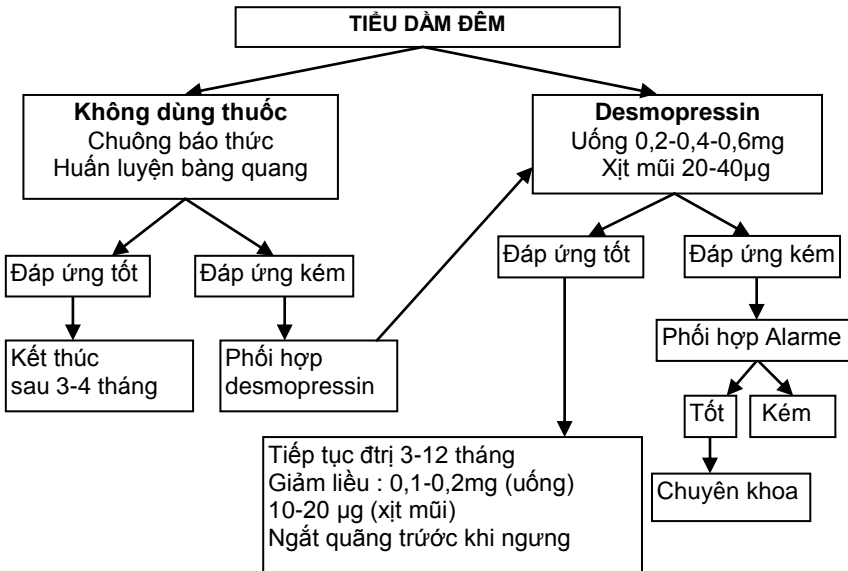 TIỂU DẦM ĐÊM
Không dùng thuốc
Chuông báo thức
Huấn luyện bàng quang
Desmopressin
Uống 0,2-0,4-0,6mg
Xịt mũi 20-40µg
Đáp ứng tốt
Đáp ứng kém
Đáp ứng tốt
Đáp ứng kém
Kết thúc
sau 3-4 tháng
Phối hợp
desmopressin
Phối hợp Alarme
Tốt
Kém
Tiếp tục đtrị 3-12 tháng
Giảm liều : 0,1-0,2mg (uống)
10-20 µg (xịt mũi)
Ngắt quãng trứớc khi ngưng
Chuyên khoa